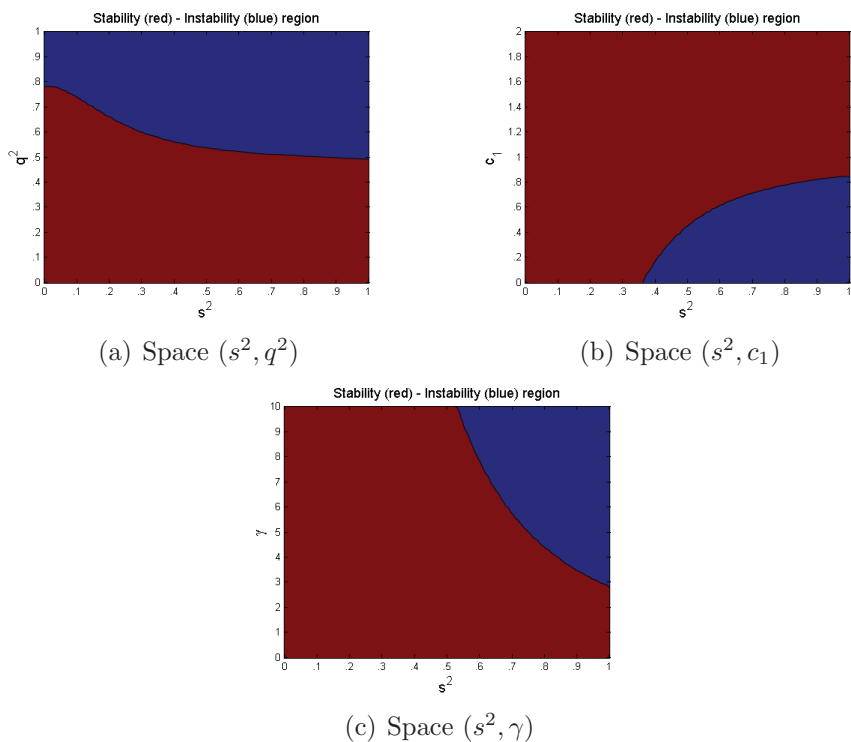 Stability (red) - Instability (blue) region
1
.9
.8
.7
.6
.5
.4
.3
.2
.1
0
q²
0 .1 .2 .3 .4 .5 .6 .7 .8 .9 1
s²
(a) Space (s², q²)
Stability (red) - Instability (blue) region
2
1.8
1.6
1.4
1.2
1
.8
.6
.4
.2
0
c₁
0 .1 .2 .3 .4 .5 .6 .7 .8 .9 1
s²
(b) Space (s², c₁)
Stability (red) - Instability (blue) region
10
9
8
7
6
5
4
3
2
1
0
γ
0 .1 .2 .3 .4 .5 .6 .7 .8 .9 1
s²
(c) Space (s², γ)